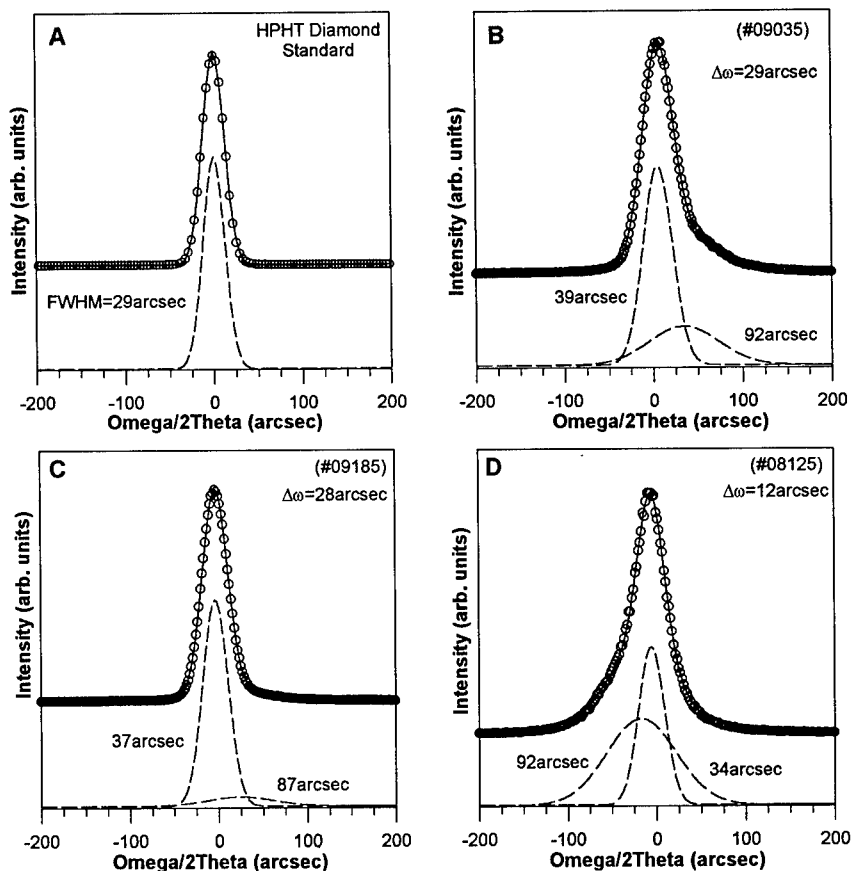 A
HPHT Diamond
Standard
FWHM=29arcsec
Intensity (arb. units)
-200 -100 0 100 200
Omega/2Theta (arcsec)
B
(#09035)
Δω=29arcsec
39arcsec
92arcsec
Intensity (arb. units)
-200 -100 0 100 200
Omega/2Theta (arcsec)
C
(#09185)
Δω=28arcsec
37arcsec
87arcsec
Intensity (arb. units)
-200 -100 0 100 200
Omega/2Theta (arcsec)
D
(#08125)
Δω=12arcsec
92arcsec
34arcsec
Intensity (arb. units)
-200 -100 0 100 200
Omega/2Theta (arcsec)